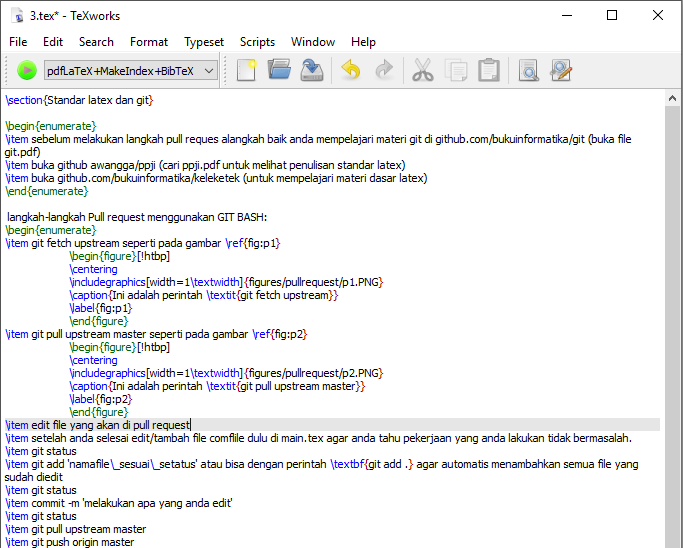 3.tex* - TeXworks
File Edit Search Format Typeset Scripts Window Help
pdfLaTeX+MakeIndex+BibTeX
\section{Standar latex dan git}
\begin{enumerate}
\item sebelum melakukan langkah pull reques alangkah baik anda mempelajari materi git di github.com/bukuinformatika/git (buka file
git.pdf)
\item buka github awangga/ppji (cari ppji.pdf untuk melihat penulisan standar latex)
\item buka github.com/bukuinformatika/keleketek (untuk mempelajari materi dasar latex)
\end{enumerate}
langkah-langkah Pull request menggunakan GIT BASH:
\begin{enumerate}
\item git fetch upstream seperti pada gambar \ref{fig:p1}
\begin{figure}[!htbp]
\centering
\includegraphics[width=1\textwidth]{figures/pullrequest/p1.PNG}
\caption{Ini adalah perintah \textit{git fetch upstream}}
\label{fig:p1}
\end{figure}
\item git pull upstream master seperti pada gambar \ref{fig:p2}
\begin{figure}[!htbp]
\centering
\includegraphics[width=1\textwidth]{figures/pullrequest/p2.PNG}
\caption{Ini adalah perintah \textit{git pull upstream master}}
\label{fig:p2}
\end{figure}
\item edit file yang akan di pull request
\item setelah anda selesai edit/tambah file comflile dulu di main.tex agar anda tahu pekerjaan yang anda lakukan tidak bermasalah.
\item git status
\item git add 'namafile\_sesuai\_setatus' atau bisa dengan perintah \textbf{git add .} agar automatis menambahkan semua file yang
sudah diedit
\item git status
\item commit -m 'melakukan apa yang anda edit'
\item git status
\item git pull upstream master
\item git push origin master